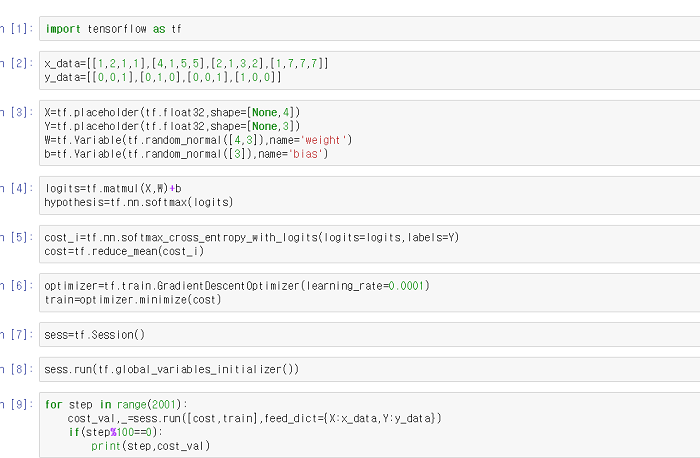 n [1]: import tensorflow as tf
n [2]: x_data=[[1,2,1,1],[4,1,5,5],[2,1,3,2],[1,7,7,7]]
y_data=[[0,0,1],[0,1,0],[0,0,1],[1,0,0]]
n [3]: X=tf.placeholder(tf.float32,shape=[None,4])
Y=tf.placeholder(tf.float32,shape=[None,3])
W=tf.Variable(tf.random_normal([4,3]),name='weight')
b=tf.Variable(tf.random_normal([3]),name='bias')
n [4]: logits=tf.matmul(X,W)+b
hypothesis=tf.nn.softmax(logits)
n [5]: cost_i=tf.nn.softmax_cross_entropy_with_logits(logits=logits,labels=Y)
cost=tf.reduce_mean(cost_i)
n [6]: optimizer=tf.train.GradientDescentOptimizer(learning_rate=0.0001)
train=optimizer.minimize(cost)
n [7]: sess=tf.Session()
n [8]: sess.run(tf.global_variables_initializer())
n [9]: for step in range(2001):
    cost_val,_=sess.run([cost,train],feed_dict={X:x_data,Y:y_data})
    if(step%100==0):
        print(step,cost_val)